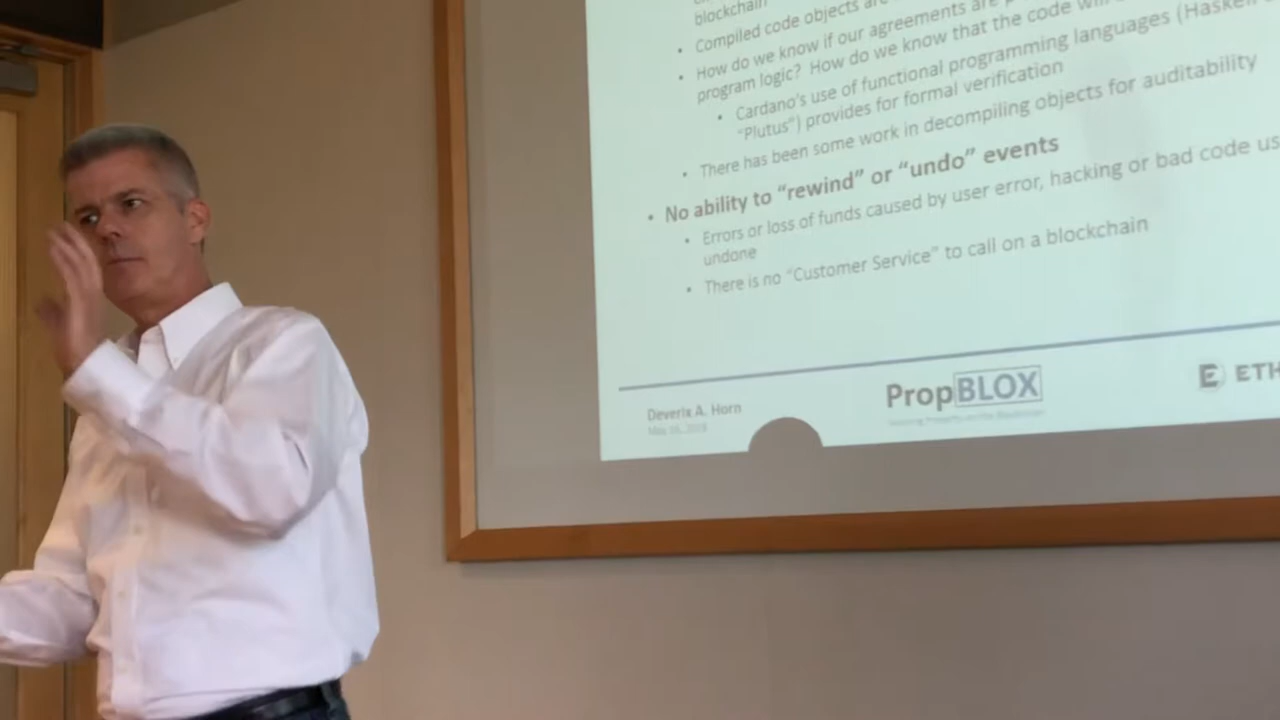 blockchain
• Compiled code objects are
• How do we know if our agreements are p
program logic? How do we know that the code will
• Cardano's use of functional programming languages (Haskell
"Plutus") provides for formal verification
• There has been some work in decompiling objects for auditability
• No ability to "rewind" or "undo" events
• Errors or loss of funds caused by user error, hacking or bad code us
undone
• There is no "Customer Service" to call on a blockchain
Deverix A. Horn
PropBLOX
ETH